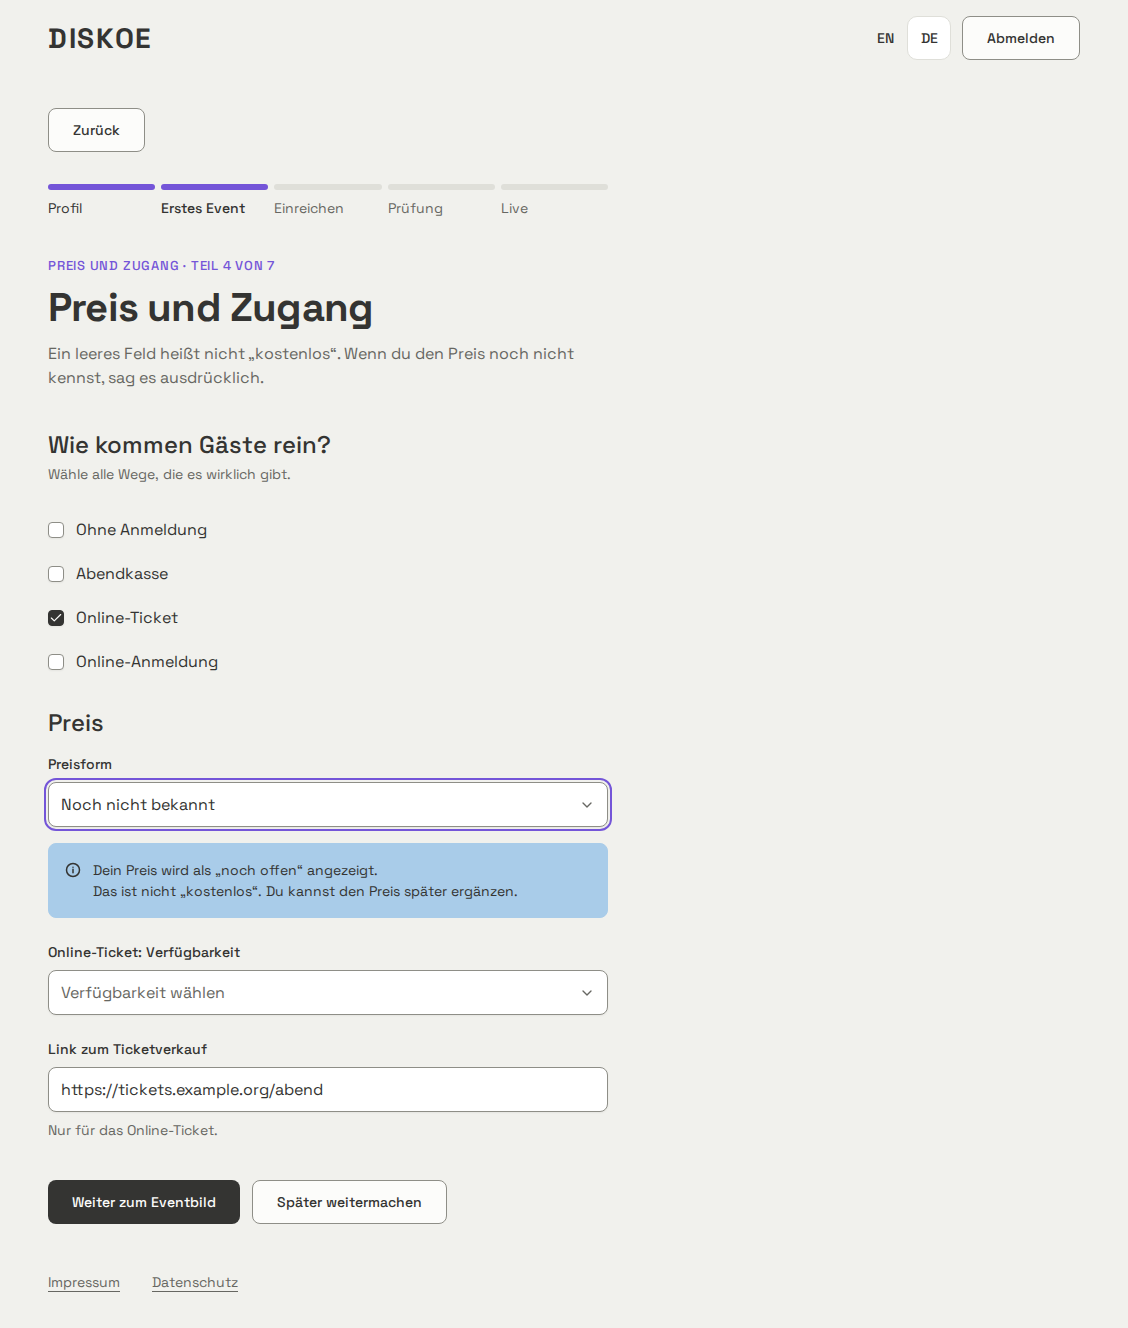 DISKOE
EN DE Abmelden
Zurück
Profil Erstes Event Einreichen Prüfung Live
PREIS UND ZUGANG · TEIL 4 VON 7
Preis und Zugang
Ein leeres Feld heißt nicht „kostenlos“. Wenn du den Preis noch nicht
kennst, sag es ausdrücklich.
Wie kommen Gäste rein?
Wähle alle Wege, die es wirklich gibt.
Ohne Anmeldung
Abendkasse
Online-Ticket
Online-Anmeldung
Preis
Preisform
Noch nicht bekannt
Dein Preis wird als „noch offen“ angezeigt.
Das ist nicht „kostenlos“. Du kannst den Preis später ergänzen.
Online-Ticket: Verfügbarkeit
Verfügbarkeit wählen
Link zum Ticketverkauf
https://tickets.example.org/abend
Nur für das Online-Ticket.
Weiter zum Eventbild Später weitermachen
Impressum Datenschutz